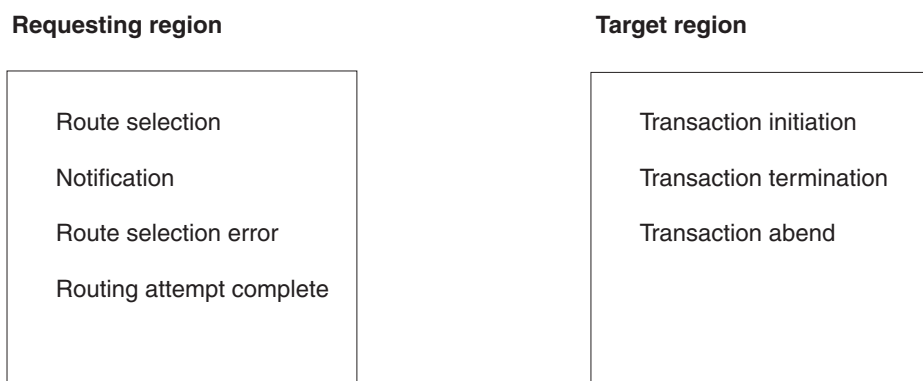 Requesting region
Route selection
Notification
Route selection error
Routing attempt complete
Target region
Transaction initiation
Transaction termination
Transaction abend